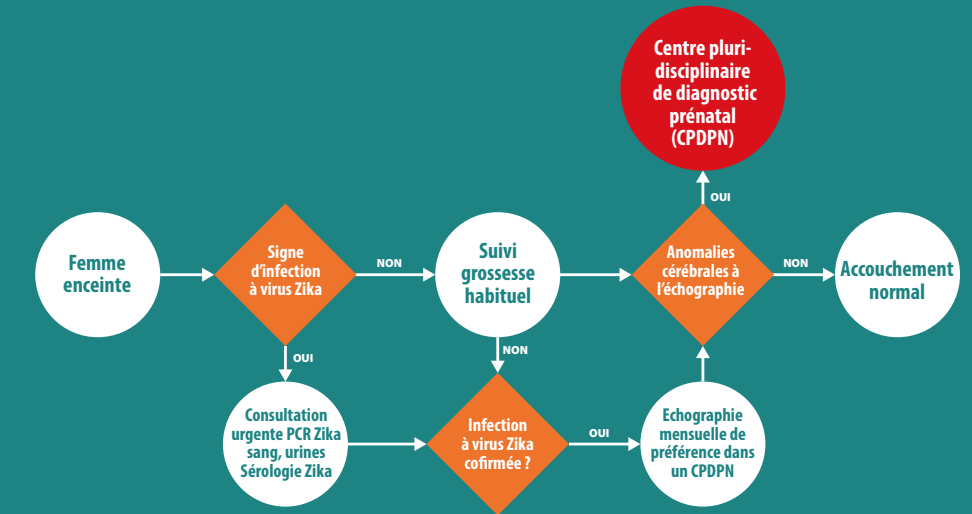 Centre pluri-
disciplinaire
de diagnostic
prénatal
(CPDPN)
OUI
Femme
enceinte
Signe
d'infection
à virus Zika
NON
Suivi
grossesse
habituel
Anomalies
cérébrales à
l'échographie
NON
Accouchement
normal
OUI
NON
Consultation
urgente PCR Zika
sang, urines
Sérologie Zika
Infection
à virus Zika
cofirmée ?
OUI
Echographie
mensuelle de
préférence dans
un CPDPN